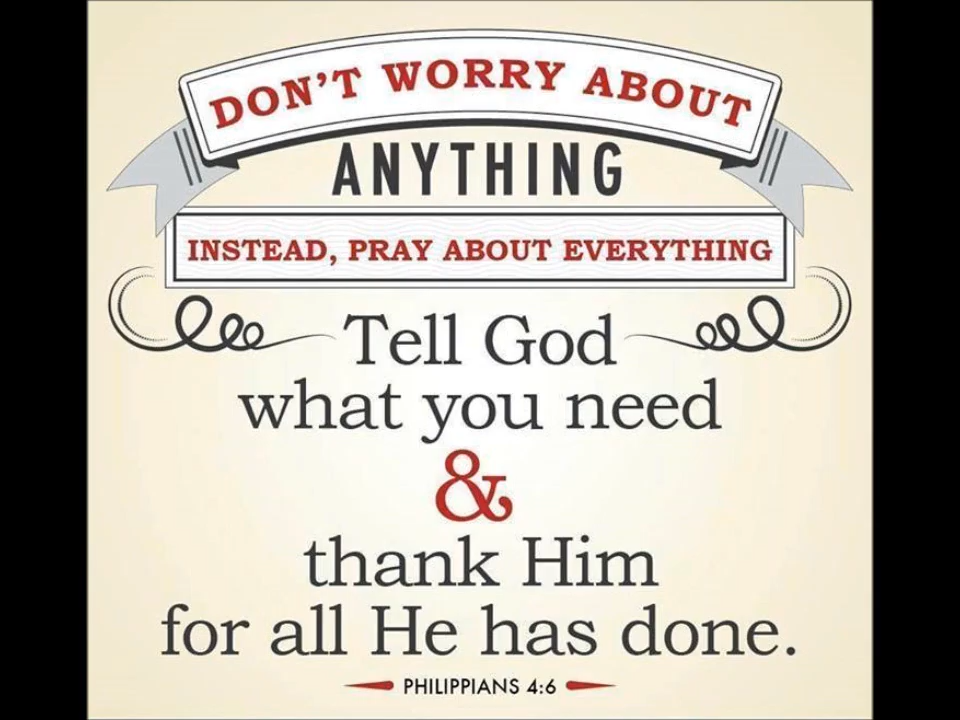 DON'T WORRY ABOUT
ANYTHING
INSTEAD, PRAY ABOUT EVERYTHING
Tell God
what you need
&
thank Him
for all He has done.
PHILIPPIANS 4:6